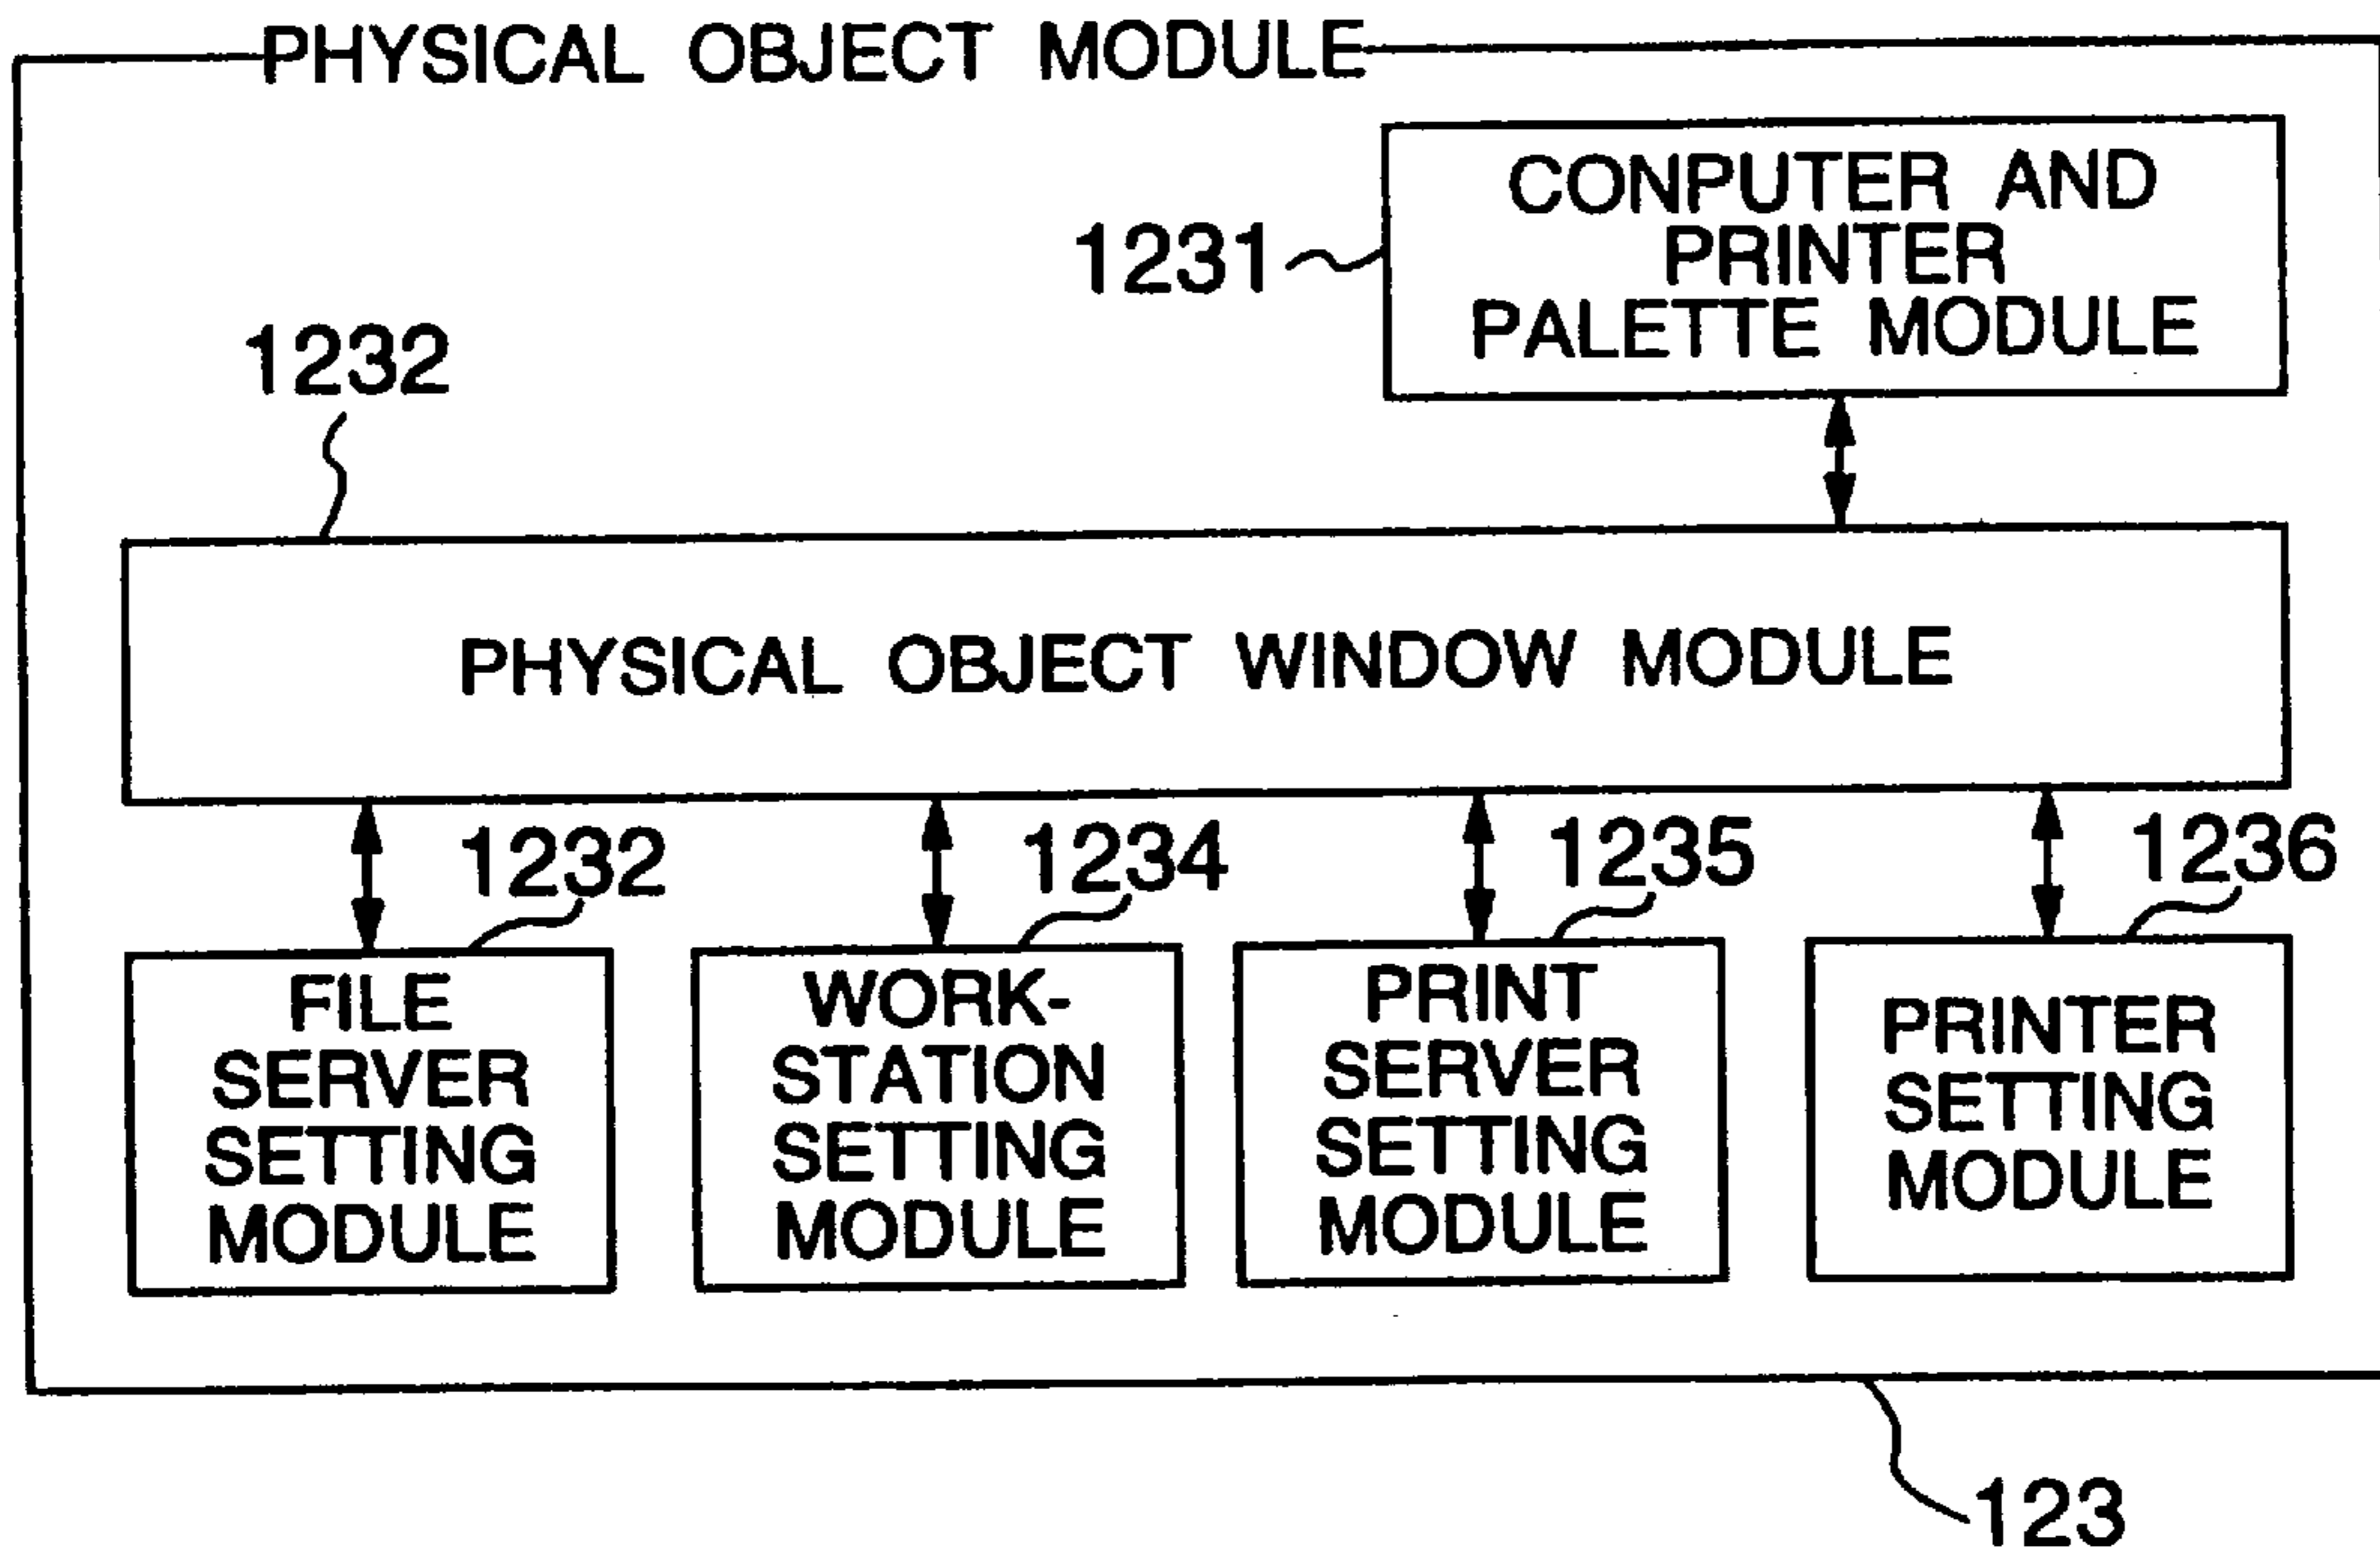 PHYSICAL OBJECT MODULE
CONPUTER AND
PRINTER
PALETTE MODULE
1231
1232
PHYSICAL OBJECT WINDOW MODULE
1232
1234
1235
1236
FILE
SERVER
SETTING
MODULE
WORK-
STATION
SETTING
MODULE
PRINT
SERVER
SETTING
MODULE
PRINTER
SETTING
MODULE
123